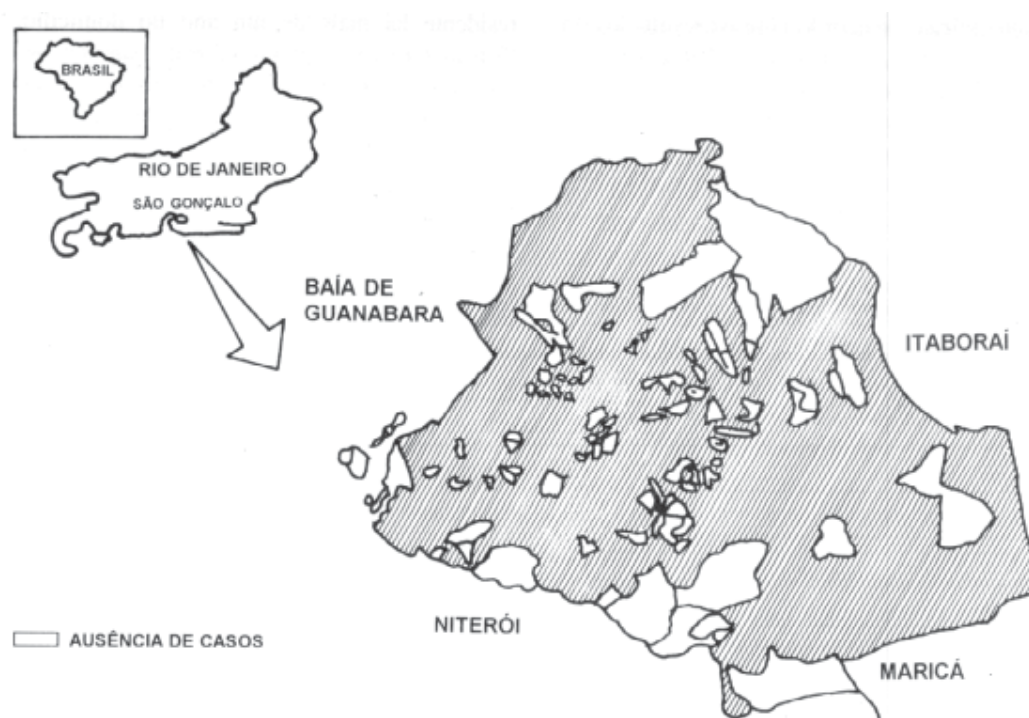 BRASIL
RIO DE JANEIRO
SÃO GONÇALO
BAÍA DE
GUANABARA
ITABORAÍ
NITERÓI
AUSÊNCIA DE CASOS
MARICÁ